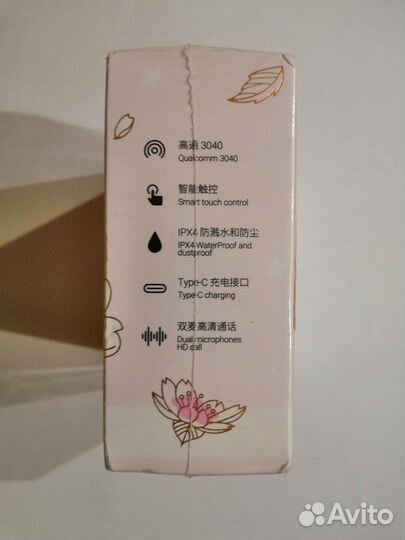 高通 3040
Qualcomm 3040
智能触控
Smart touch control
IPX4 防溅水和防尘
IPX4 WaterProof and
dustproof
Type-C 充电接口
Type-C charging
双麦高清通话
Dual-microphones
HD call
Avito